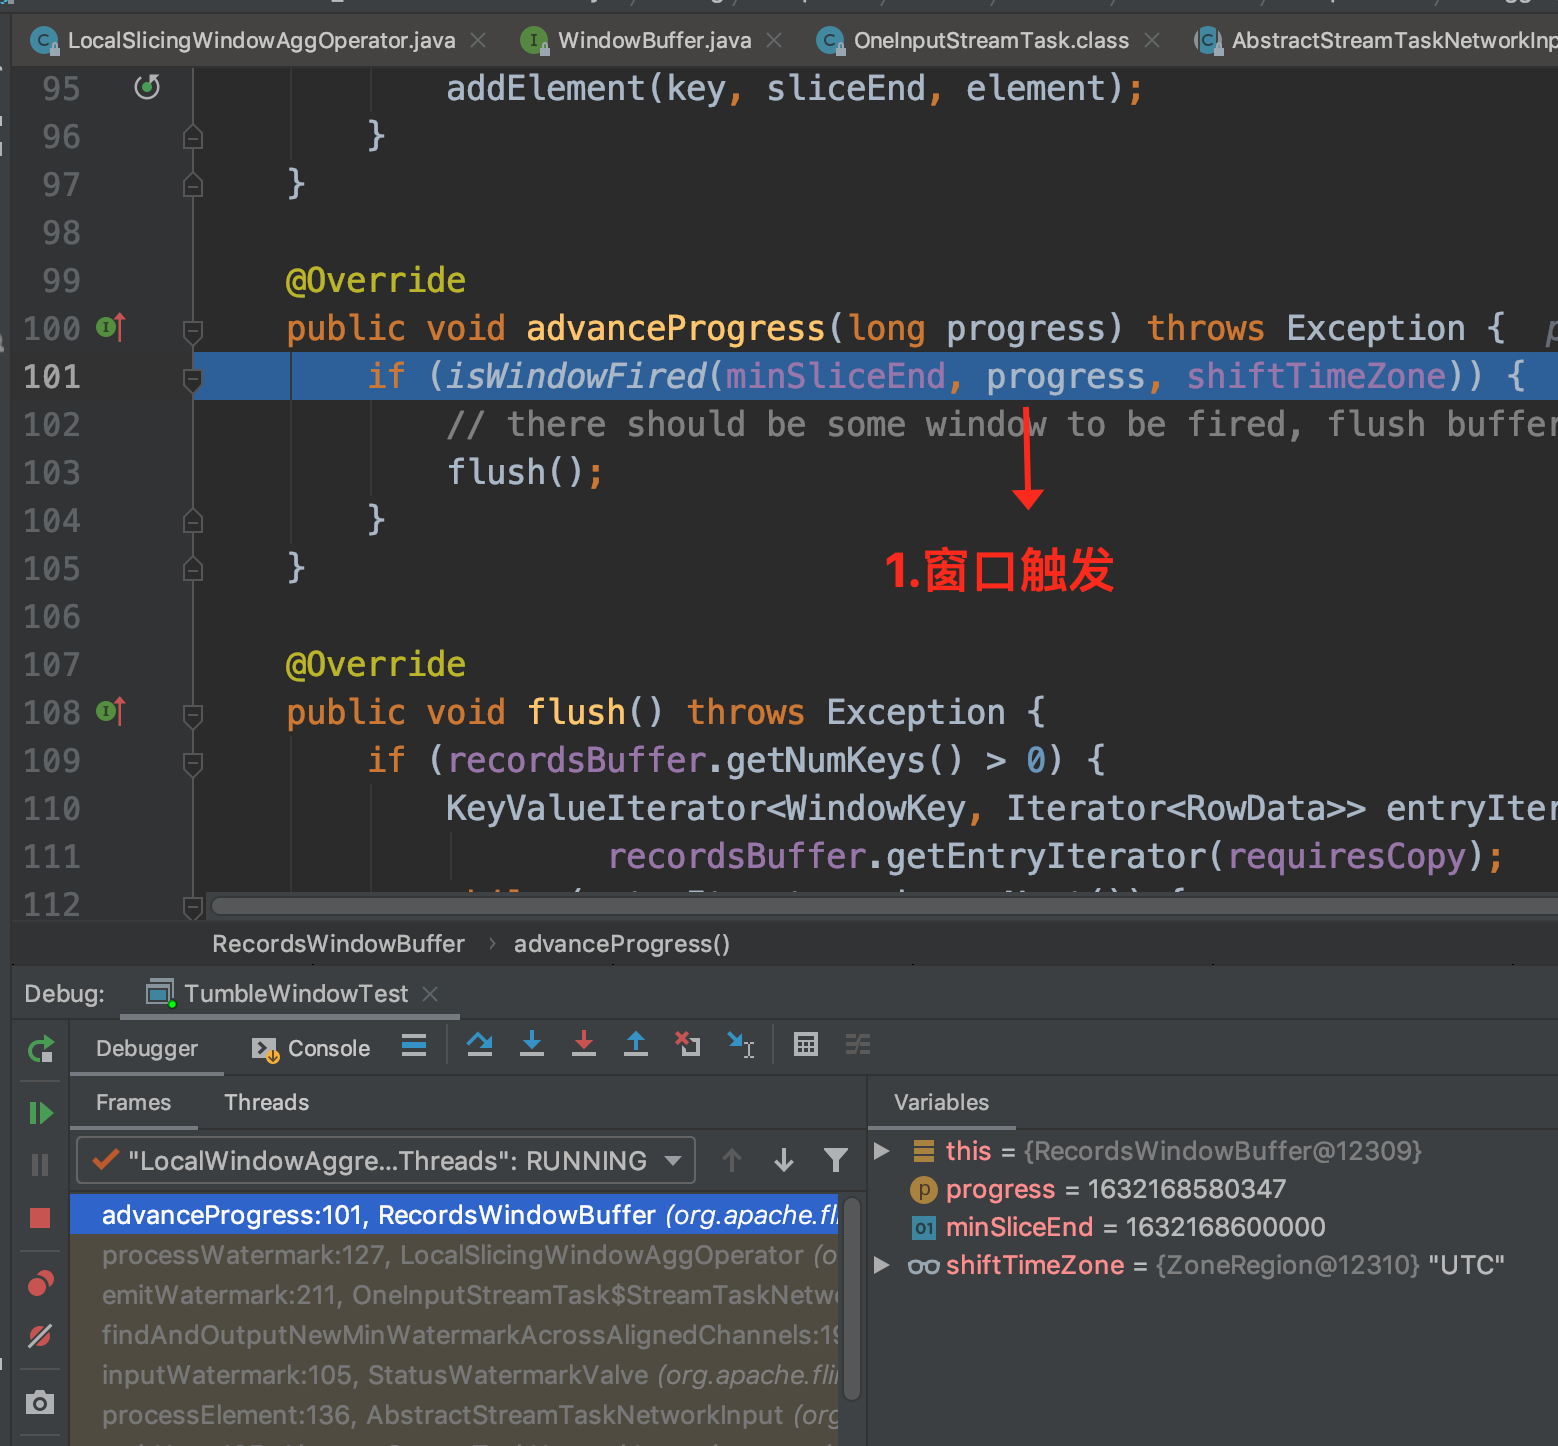 LocalSlicingWindowAggOperator.java WindowBuffer.java OneInputStreamTask.class AbstractStreamTaskNetworkInp
95 addElement(key, sliceEnd, element);
96 }
97 }
98
99 @Override
100 public void advanceProgress(long progress) throws Exception { p
101 if (isWindowFired(minSliceEnd, progress, shiftTimeZone)) {
102 // there should be some window to be fired, flush buffer
103 flush();
104 }
105 }
1.窗口触发
106
107 @Override
108 public void flush() throws Exception {
109 if (recordsBuffer.getNumKeys() > 0) {
110 KeyValueIterator<WindowKey, Iterator<RowData>> entryIter
111 recordsBuffer.getEntryIterator(requiresCopy);
112
RecordsWindowBuffer › advanceProgress()
Debug: TumbleWindowTest
Debugger Console
Frames Threads
Variables
"LocalWindowAggre...Threads": RUNNING
advanceProgress:101, RecordsWindowBuffer (org.apache.fli
processWatermark:127, LocalSlicingWindowAggOperator (o
emitWatermark:211, OneInputStreamTask$StreamTaskNetw
findAndOutputNewMinWatermarkAcrossAlignedChannels:19
inputWatermark:105, StatusWatermarkValve (org.apache.fli
processElement:136, AbstractStreamTaskNetworkInput (org
this = {RecordsWindowBuffer@12309}
progress = 1632168580347
minSliceEnd = 1632168600000
shiftTimeZone = {ZoneRegion@12310} "UTC"